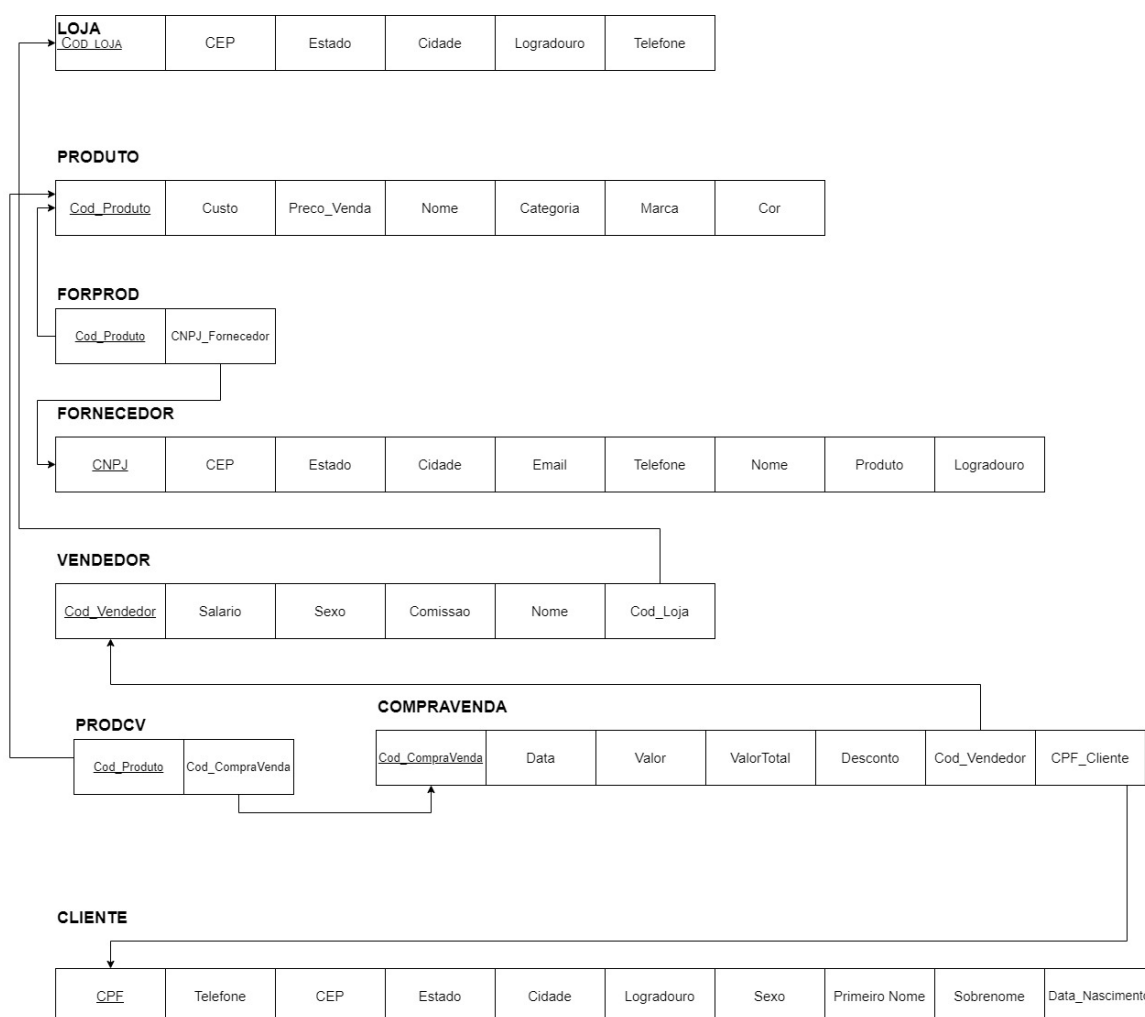 LOJA
COD_LOJA CEP Estado Cidade Logradouro Telefone
PRODUTO
Cod_Produto Custo Preco_Venda Nome Categoria Marca Cor
FORPROD
Cod_Produto CNPJ_Fornecedor
FORNECEDOR
CNPJ CEP Estado Cidade Email Telefone Nome Produto Logradouro
VENDEDOR
Cod_Vendedor Salario Sexo Comissao Nome Cod_Loja
COMPRAVENDA
Cod_CompraVenda Data Valor ValorTotal Desconto Cod_Vendedor CPF_Cliente
PRODCV
Cod_Produto Cod_CompraVenda
CLIENTE
CPF Telefone CEP Estado Cidade Logradouro Sexo Primeiro Nome Sobrenome Data_Nascimento